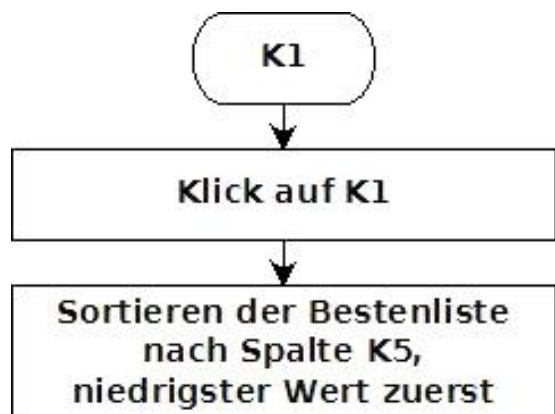 K1
Klick auf K1
Sortieren der Bestenliste
nach Spalte K5,
niedrigster Wert zuerst